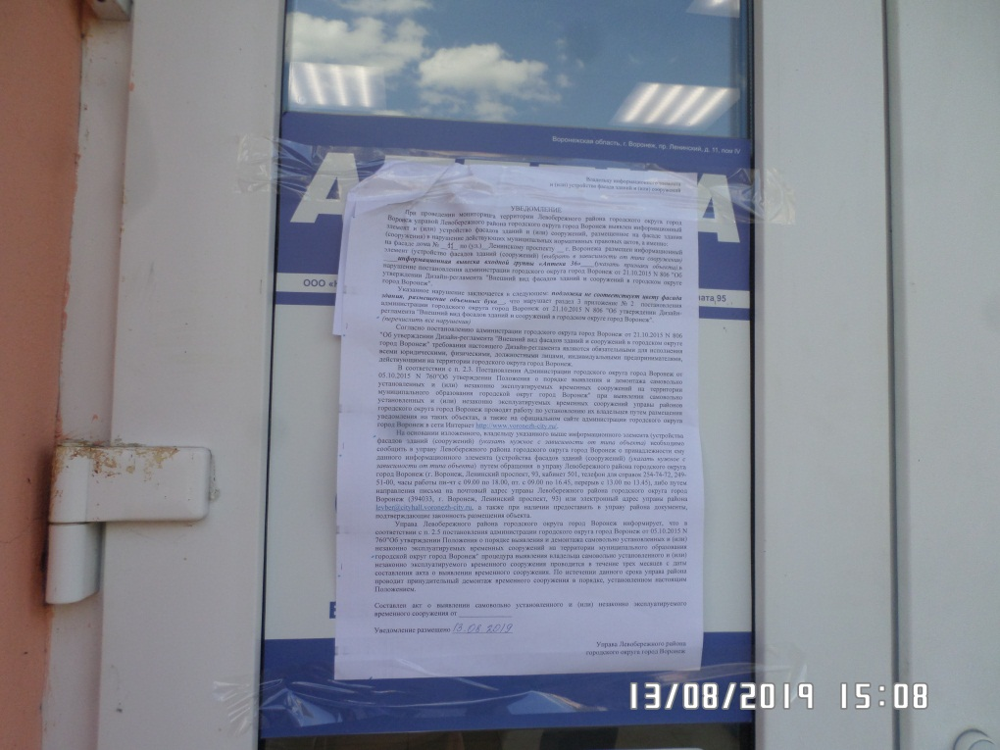 Воронежская область, г. Воронеж, пр. Ленинский, д. 11, пом IV
А
А
Владельцу информационного элемента
и (или) устройства фасада зданий и (или) сооружений
УВЕДОМЛЕНИЕ
При проведении мониторинга территории Левобережного района городского округа город
Воронеж управой Левобережного района городского округа город Воронеж выявлен информационный
элемент и (или) устройство фасадов зданий и (или) сооружений, размещенное на фасаде здания
(сооружения) в нарушение действующих муниципальных нормативных правовых актов, а именно:
на фасаде дома № _11_ по (ул.)_ Ленинскому проспекту __ г. Воронежа размещен информационный
элемент (устройство фасадов зданий (сооружений) (выбрать в зависимости от типа сооружения)
____информационная вывеска входной группы «Аптека 36»____(указать признаки объекта) в
нарушение постановления администрации городского округа город Воронеж от 21.10.2015 N 806 "Об
утверждении Дизайн-регламента "Внешний вид фасадов зданий и сооружений в городском округе
город Воронеж".
Указанное нарушение заключается в следующем: подложка не соответствует цвету фасада
здания, размещение объемных букв__, что нарушает раздел 3 приложение № 2 постановления
администрации городского округа город Воронеж от 21.10.2015 N 806 "Об утверждении Дизайн-
регламента "Внешний вид фасадов зданий и сооружений в городском округе город Воронеж".
(перечислить все нарушения)
Согласно постановлению администрации городского округа город Воронеж от 21.10.2015 N 806
"Об утверждении Дизайн-регламента "Внешний вид фасадов зданий и сооружений в городском округе
город Воронеж" требования настоящего Дизайн-регламента являются обязательными для исполнения
всеми юридическими, физическими, должностными лицами, индивидуальными предпринимателями,
действующими на территории городского округа город Воронеж.
В соответствии с п. 2.3. Постановления Администрации городского округа город Воронеж от
05.10.2015 N 760"Об утверждении Положения о порядке выявления и демонтажа самовольно
установленных и (или) незаконно эксплуатируемых временных сооружений на территории
муниципального образования городской округ город Воронеж" при выявлении самовольно
установленных и (или) незаконно эксплуатируемых временных сооружений управы районов
городского округа город Воронеж проводят работу по установлению их владельцев путем размещения
уведомления на таких объектах, а также на официальном сайте администрации городского округа
город Воронеж в сети Интернет http://www.voronezh-city.ru/.
На основании изложенного, владельцу указанного выше информационного элемента (устройства
фасадов зданий (сооружений) (указать нужное в зависимости от типа объекта) необходимо
сообщить в управу Левобережного района городского округа город Воронеж о принадлежности ему
данного информационного элемента (устройства фасадов зданий (сооружений) (указать нужное в
зависимости от типа объекта) путем обращения в управу Левобережного района городского округа
город Воронеж (г. Воронеж, Ленинский проспект, 93, кабинет 301, телефон для справок 254-74-72, 249-
51-00, часы работы пн-чт с 09.00 по 18.00, пт. с 09.00 по 16.45, перерыв с 13.00 по 13.45), либо путем
направления письма на почтовый адрес управы Левобережного района городского округа город
Воронеж (394033, г. Воронеж, Ленинский проспект, 93) или электронный адрес управы района
levber@cityhall.voronezh-city.ru, а также при наличии предоставить в управу района документы,
подтверждающие законность размещения объекта.
Управа Левобережного района городского округа город Воронеж информирует, что в
соответствии с п. 2.5 постановления администрации городского округа город Воронеж от 05.10.2015 N
760"Об утверждении Положения о порядке выявления и демонтажа самовольно установленных и (или)
незаконно эксплуатируемых временных сооружений на территории муниципального образования
городской округ город Воронеж" процедура выявления владельца самовольно установленного и (или)
незаконно эксплуатируемого временного сооружения проводится в течение трех месяцев с даты
составления акта о выявлении временного сооружения. По истечении данного срока управа района
проводит принудительный демонтаж временного сооружения в порядке, установленном настоящим
Положением.
Составлен акт о выявлении самовольно установленного и (или) незаконно эксплуатируемого
временного сооружения от
Уведомление размещено 13.08.2019
Управа Левобережного района
городского округа город Воронеж
ООО
95
13/08/2019 15:08